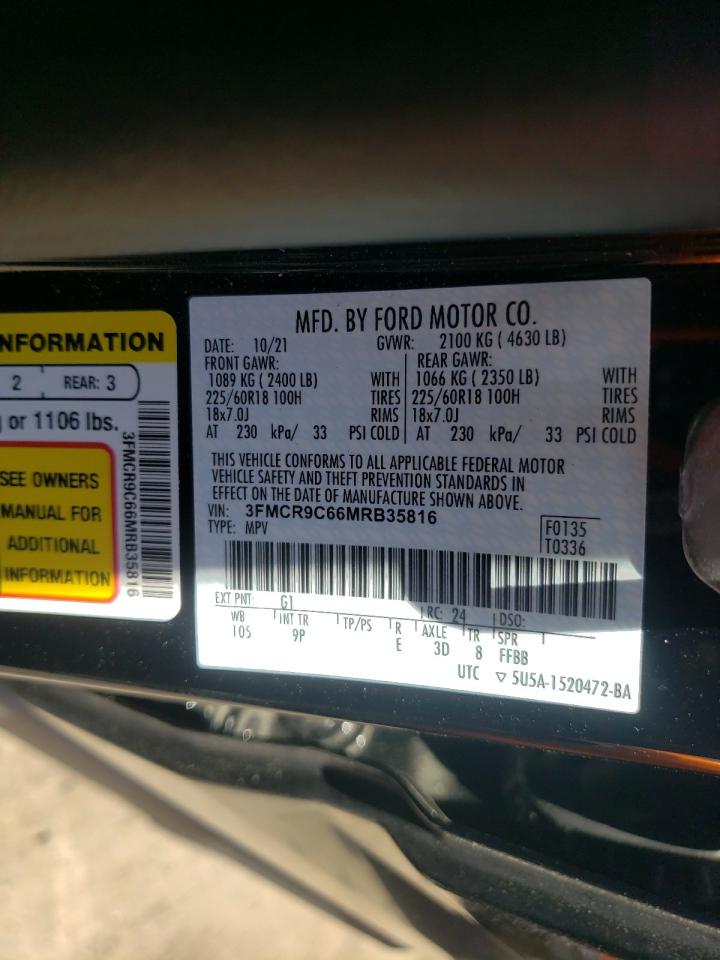 NFORMATION
2 REAR: 3
or 1106 lbs.
SEE OWNERS
MANUAL FOR
ADDITIONAL
INFORMATION
3FMCR9C66MRB35816
MFD. BY FORD MOTOR CO.
DATE: 10/21 GVWR: 2100 KG ( 4630 LB)
FRONT GAWR: REAR GAWR:
1089 KG ( 2400 LB) WITH 1066 KG ( 2350 LB) WITH
225/60R18 100H TIRES 225/60R18 100H TIRES
18x7.0J RIMS 18x7.0J RIMS
AT 230 kPa/ 33 PSI COLD AT 230 kPa/ 33 PSI COLD
THIS VEHICLE CONFORMS TO ALL APPLICABLE FEDERAL MOTOR
VEHICLE SAFETY AND THEFT PREVENTION STANDARDS IN
EFFECT ON THE DATE OF MANUFACTURE SHOWN ABOVE.
VIN: 3FMCR9C66MRB35816
TYPE: MPV
F0135
T0336
EXT PNT: G1 RC: 24 DSO:
WB INT TR TP/PS R AXLE TR SPR
105 9P E 3D 8 FFBB
UTC ▽ 5U5A-1520472-BA